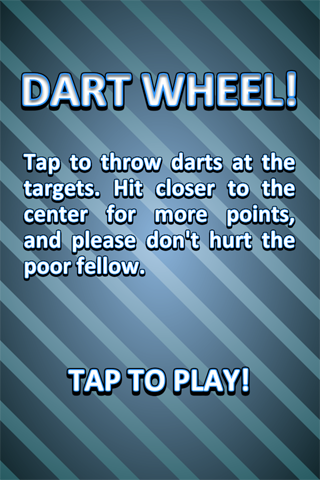 DART WHEEL!
Tap to throw darts at the
targets. Hit closer to the
center for more points,
and please don't hurt the
poor fellow.
TAP TO PLAY!